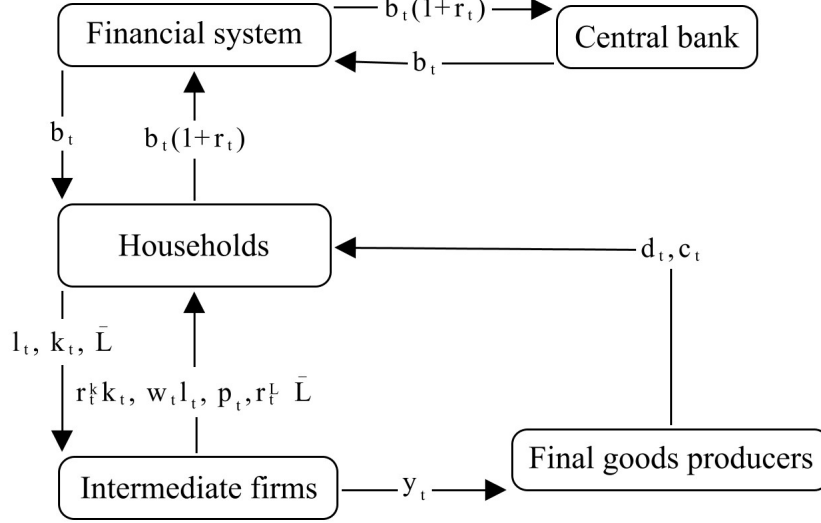 Financial system
b_t(1+r_t)
Central bank
b_t
b_t
b_t(1+r_t)
Households
d_t, c_t
l_t, k_t, L̄
r_t^k k_t, w_t l_t, p_t, r_t^L L̄
Final goods producers
Intermediate firms
y_t